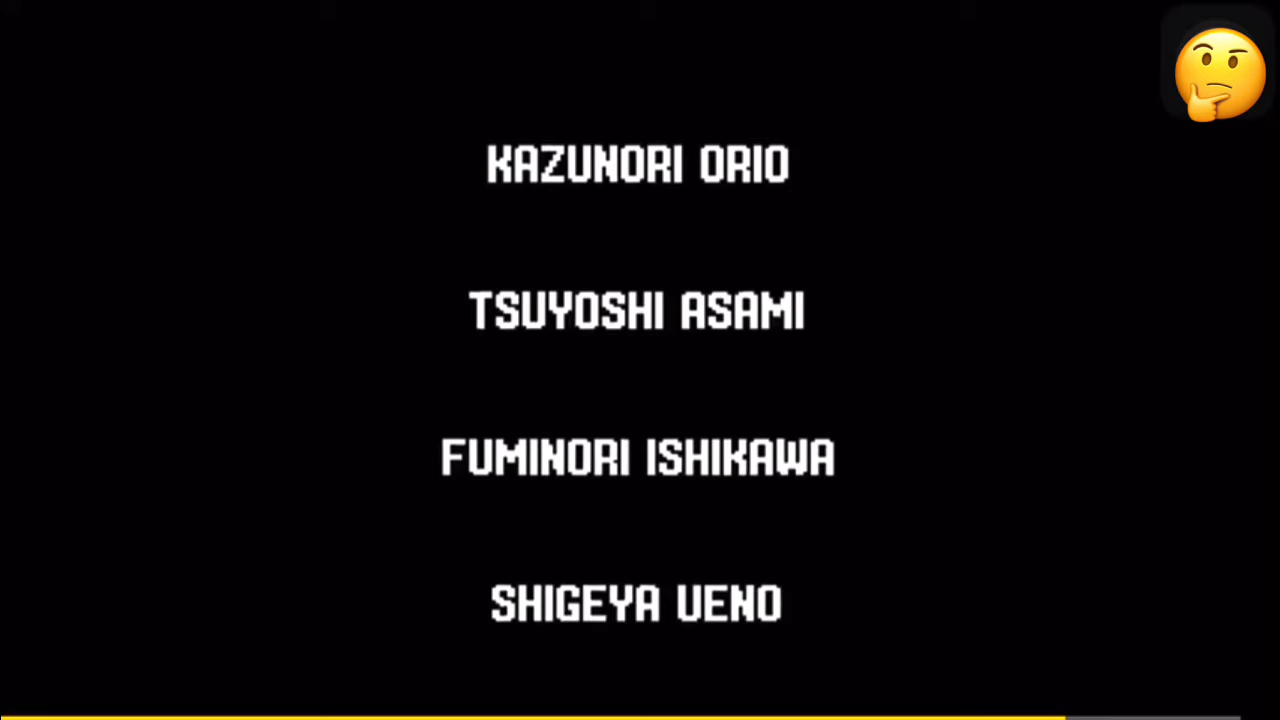 KAZUNORI ORIO
TSUYOSHI ASAMI
FUMINORI ISHIKAWA
SHIGEYA UENO